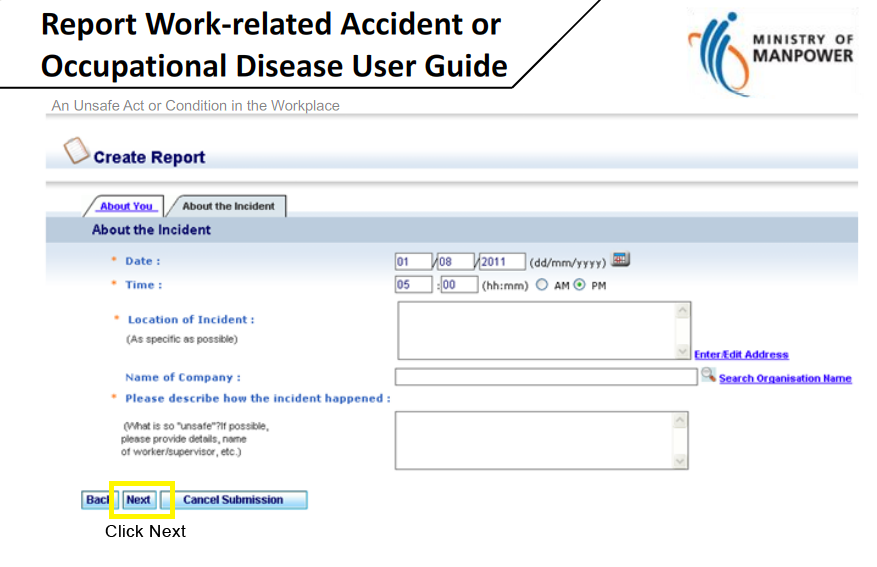 Report Work-related Accident or
Occupational Disease User Guide
MINISTRY OF
MANPOWER
An Unsafe Act or Condition in the Workplace
Create Report
About You About the Incident
About the Incident
* Date : 01 /08 /2011 (dd/mm/yyyy)
* Time : 05 :00 (hh:mm) AM PM
* Location of Incident :
(As specific as possible)
Enter/Edit Address
Name of Company : Search Organisation Name
* Please describe how the incident happened :
(What is so "unsafe"?If possible,
please provide details, name
of worker/supervisor, etc.)
Back Next Cancel Submission
Click Next